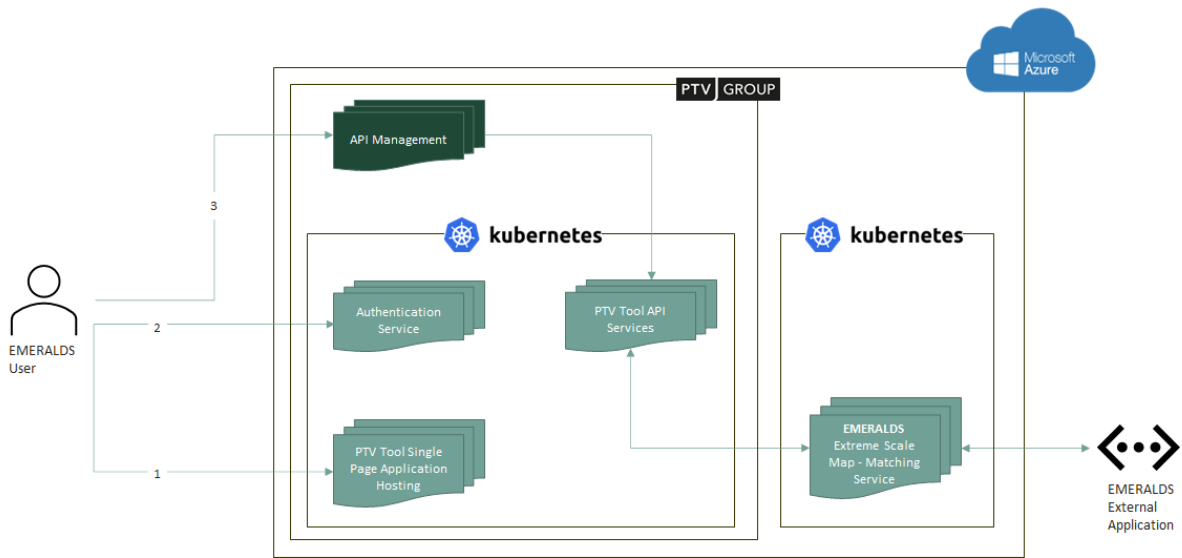 Microsoft
Azure
PTV GROUP
API Management
3
kubernetes
kubernetes
Authentication
Service
PTV Tool API
Services
2
EMERALDS
User
PTV Tool Single
Page Application
Hosting
1
EMERALDS
Extreme Scale
Map - Matching
Service
EMERALDS
External
Application